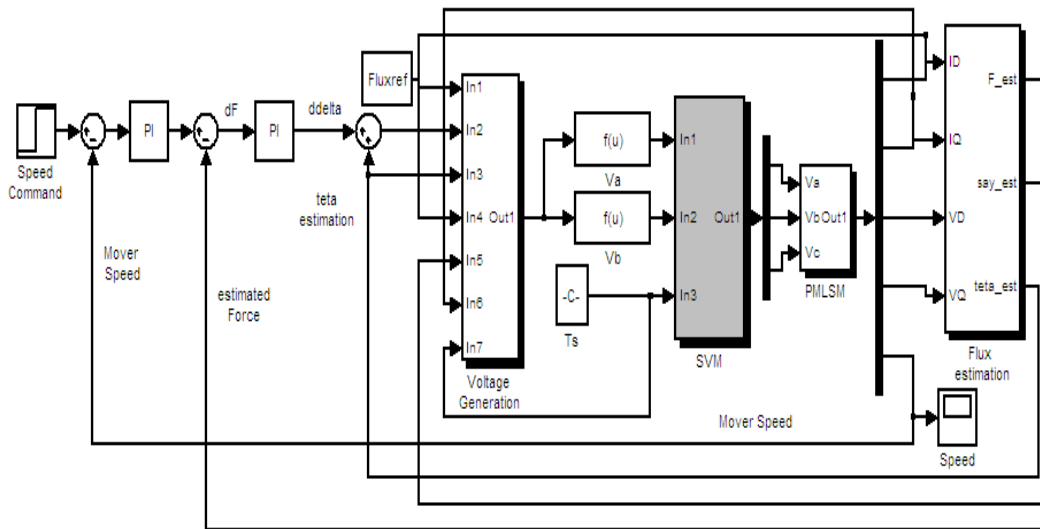 Speed
Command
PI
dF
PI
ddelta
Mover
Speed
estimated
Force
teta
estimation
Fluxref
In1
In2
In3
In4
In5
In6
In7
Out1
Voltage
Generation
f(u)
Va
f(u)
Vb
-C-
Ts
In1
In2
In3
Out1
SVM
Va
Vb
Vc
Out1
PMLSM
Mover Speed
ID
IQ
VD
VQ
F_est
say_est
teta_est
Flux
estimation
Speed